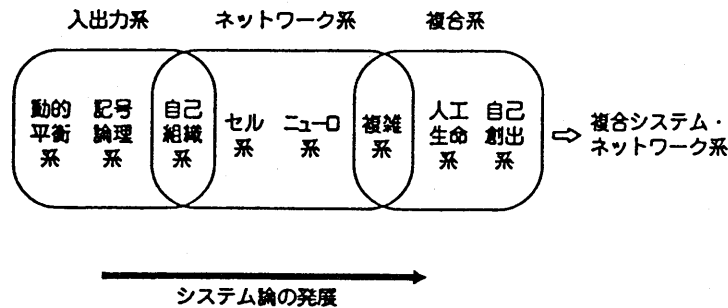 入出力系 ネットワーク系 複合系
動的平衡系 記号論理系 自己組織系 セル系 ニューロ系 複雑系 人工生命系 自己創出系 ⇨ 複合システム・ネットワーク系
システム論の発展